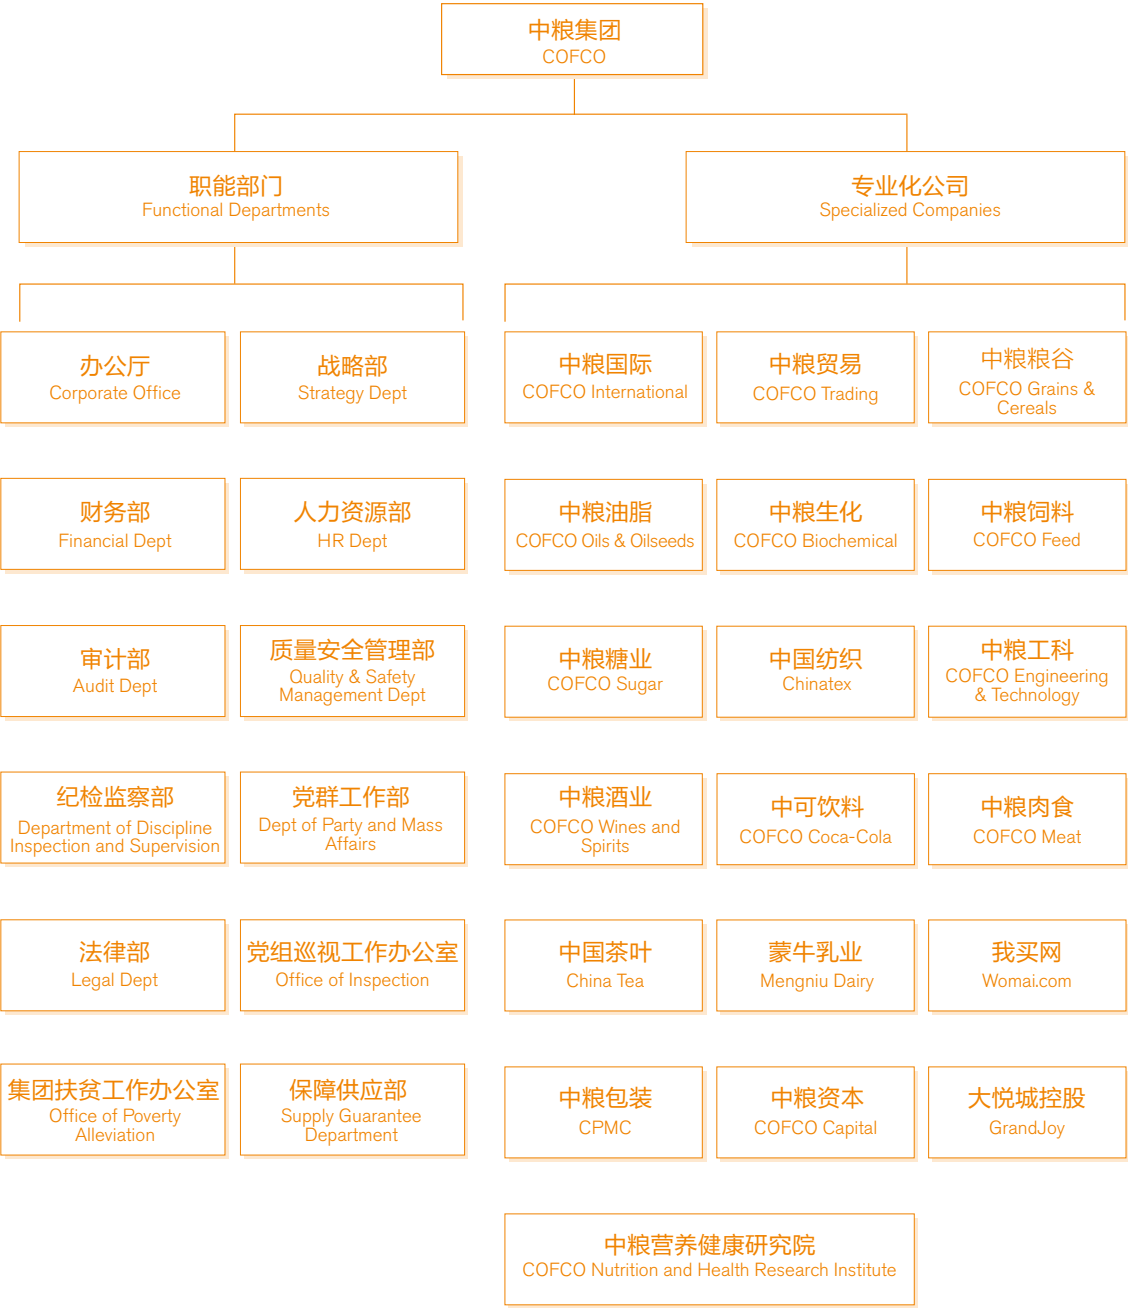 中粮集团
COFCO
职能部门
Functional Departments
专业化公司
Specialized Companies
办公厅
Corporate Office
战略部
Strategy Dept
中粮国际
COFCO International
中粮贸易
COFCO Trading
中粮粮谷
COFCO Grains &
Cereals
财务部
Financial Dept
人力资源部
HR Dept
中粮油脂
COFCO Oils & Oilseeds
中粮生化
COFCO Biochemical
中粮饲料
COFCO Feed
审计部
Audit Dept
质量安全管理部
Quality & Safety
Management Dept
中粮糖业
COFCO Sugar
中国纺织
Chinatex
中粮工科
COFCO Engineering
& Technology
纪检监察部
Department of Discipline
Inspection and Supervision
党群工作部
Dept of Party and Mass
Affairs
中粮酒业
COFCO Wines and
Spirits
中可饮料
COFCO Coca-Cola
中粮肉食
COFCO Meat
法律部
Legal Dept
党组巡视工作办公室
Office of Inspection
中国茶叶
China Tea
蒙牛乳业
Mengniu Dairy
我买网
Womai.com
集团扶贫工作办公室
Office of Poverty
Alleviation
保障供应部
Supply Guarantee
Department
中粮包装
CPMC
中粮资本
COFCO Capital
大悦城控股
GrandJoy
中粮营养健康研究院
COFCO Nutrition and Health Research Institute